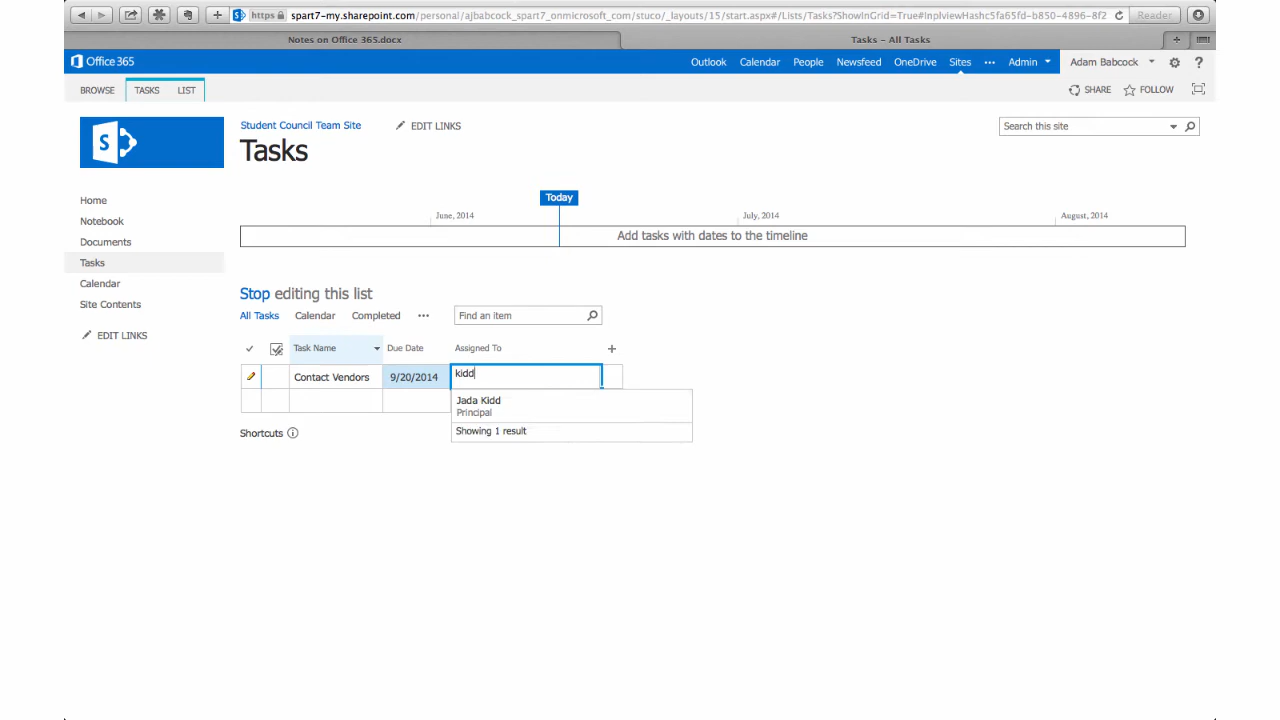 https spart7-my.sharepoint.com/personal/ajbabcock_spart7_onmicrosoft_com/stuco/_layouts/15/start.aspx#/Lists/Tasks?ShowInGrid=True#InplviewHashc5fa65fd-b850-4896-8f2 Reader
Notes on Office 365.docx Tasks – All Tasks
Office 365 Outlook Calendar People Newsfeed OneDrive Sites ••• Admin Adam Babcock ?
BROWSE TASKS LIST SHARE FOLLOW
S Student Council Team Site EDIT LINKS Search this site
Tasks
Today
June, 2014 July, 2014 August, 2014
Add tasks with dates to the timeline
Home
Notebook
Documents
Tasks
Calendar
Site Contents
EDIT LINKS
Stop editing this list
All Tasks Calendar Completed ••• Find an item
Task Name Due Date Assigned To
Contact Vendors 9/20/2014 kidd
Jada Kidd
Principal
Showing 1 result
Shortcuts